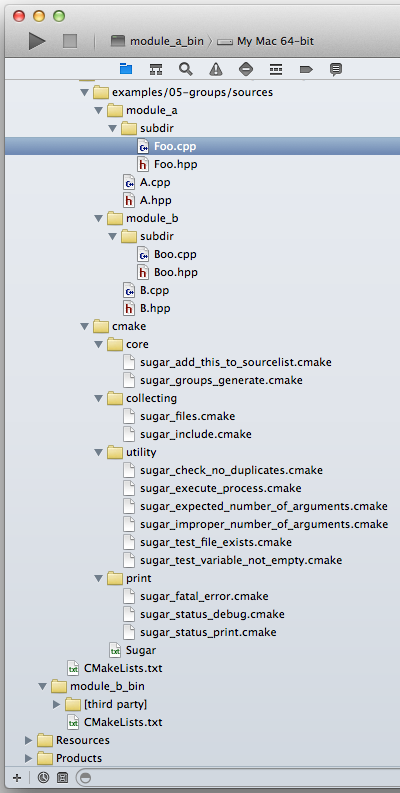 module_a_bin My Mac 64-bit
examples/05-groups/sources
module_a
subdir
Foo.cpp
Foo.hpp
A.cpp
A.hpp
module_b
subdir
Boo.cpp
Boo.hpp
B.cpp
B.hpp
cmake
core
sugar_add_this_to_sourcelist.cmake
sugar_groups_generate.cmake
collecting
sugar_files.cmake
sugar_include.cmake
utility
sugar_check_no_duplicates.cmake
sugar_execute_process.cmake
sugar_expected_number_of_arguments.cmake
sugar_improper_number_of_arguments.cmake
sugar_test_file_exists.cmake
sugar_test_variable_not_empty.cmake
print
sugar_fatal_error.cmake
sugar_status_debug.cmake
sugar_status_print.cmake
Sugar
CMakeLists.txt
module_b_bin
[third party]
CMakeLists.txt
Resources
Products